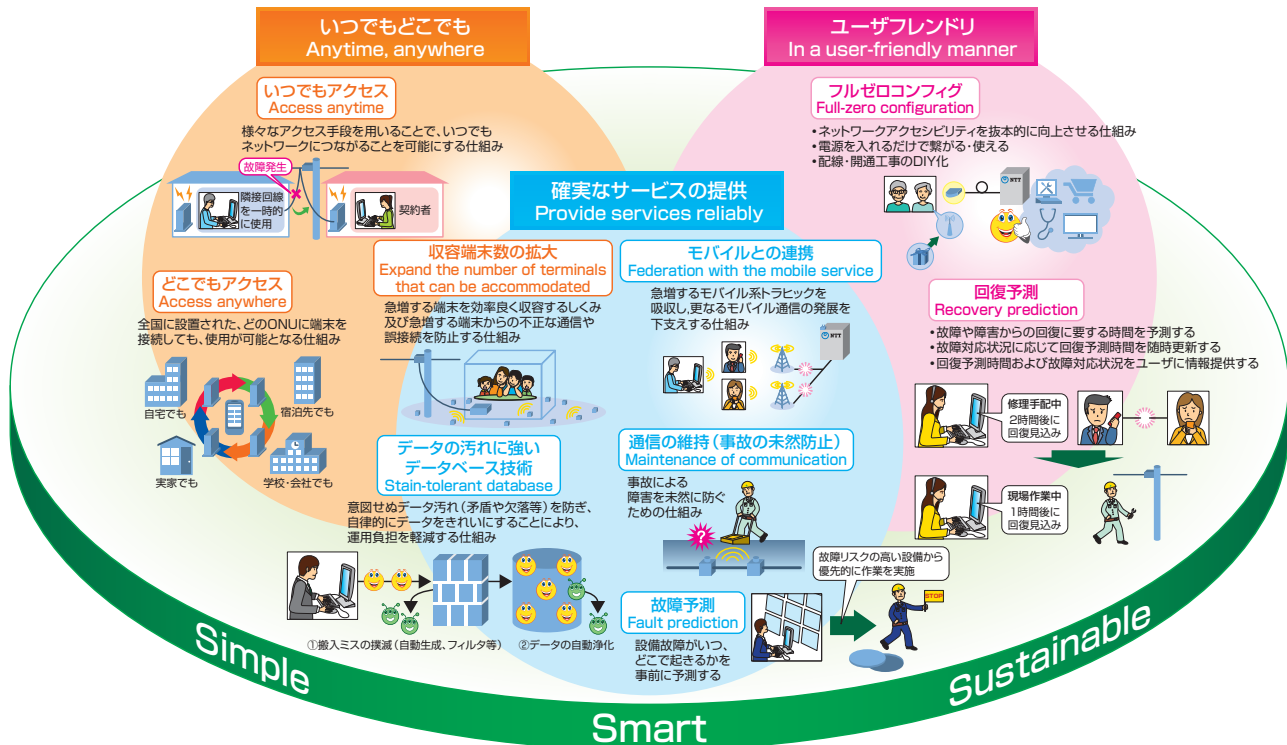 いつでもどこでも
Anytime, anywhere
いつでもアクセス
Access anytime
様々なアクセス手段を用いることで、いつでも
ネットワークにつながることを可能にする仕組み
故障発生
隣接回線
を一時的
に使用
契約者
どこでもアクセス
Access anywhere
全国に設置された、どのONUに端末を
接続しても、使用が可能となる仕組み
自宅でも
宿泊先でも
実家でも
学校・会社でも
収容端末数の拡大
Expand the number of terminals
that can be accommodated
急増する端末を効率良く収容するしくみ
及び急増する端末からの不正な通信や
誤接続を防止する仕組み
確実なサービスの提供
Provide services reliably
データの汚れに強い
データベース技術
Stain-tolerant database
意図せぬデータ汚れ(矛盾や欠落等)を防ぎ、
自律的にデータをきれいにすることにより、
運用負担を軽減する仕組み
①搬入ミスの撲滅(自動生成、フィルタ等)
②データの自動浄化
モバイルとの連携
Federation with the mobile service
急増するモバイル系トラヒックを
吸収し、更なるモバイル通信の発展を
下支えする仕組み
NTT
通信の維持(事故の未然防止)
Maintenance of communication
事故による
障害を未然に防ぐ
ための仕組み
?
故障予測
Fault prediction
設備故障がいつ、
どこで起きるかを
事前に予測する
故障リスクの高い設備から
優先的に作業を実施
STOP
ユーザフレンドリ
In a user-friendly manner
フルゼロコンフィグ
Full-zero configuration
•ネットワークアクセシビリティを抜本的に向上させる仕組み
•電源を入れるだけで繋がる・使える
•配線・開通工事のDIY化
NTT
回復予測
Recovery prediction
•故障や障害からの回復に要する時間を予測する
•故障対応状況に応じて回復予測時間を随時更新する
•回復予測時間および故障対応状況をユーザに情報提供する
修理手配中
2時間後に
回復見込み
現場作業中
1時間後に
回復見込み
Simple
Smart
Sustainable